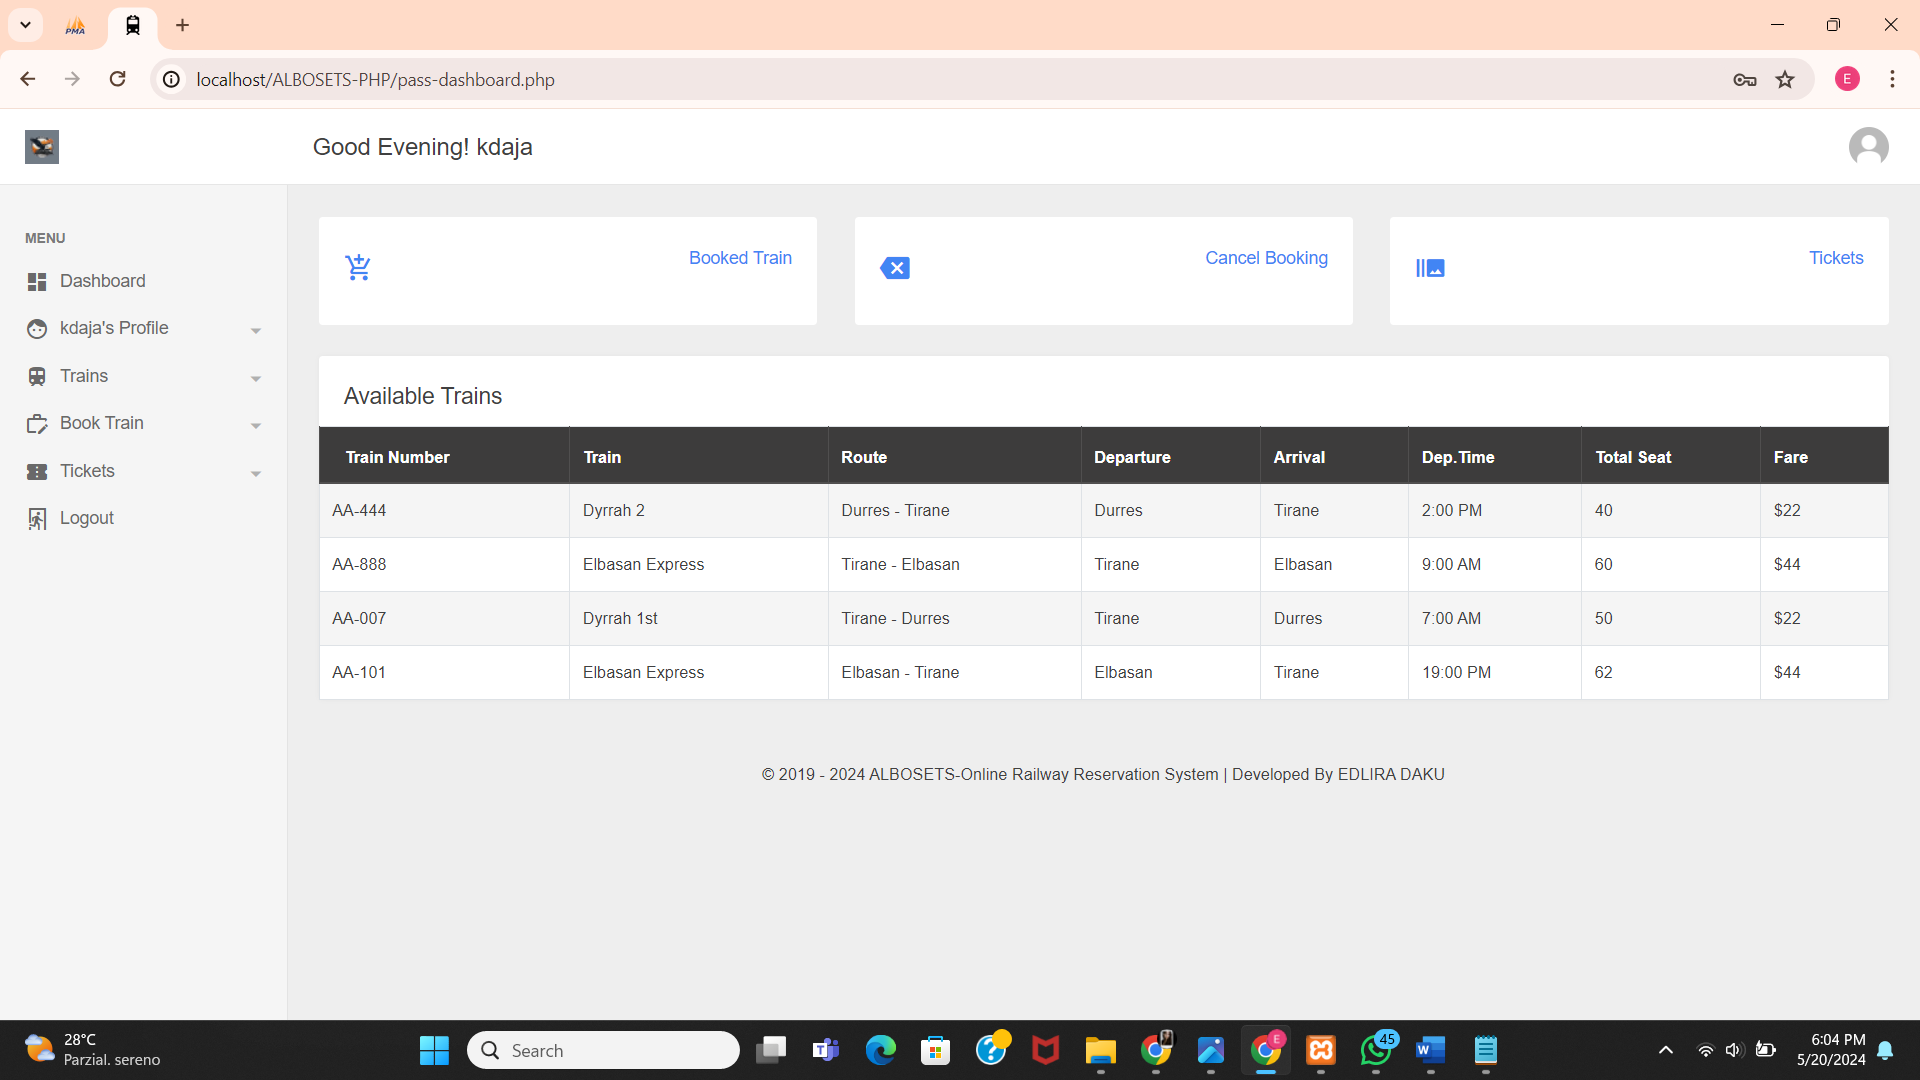 PMA
localhost/ALBOSETS-PHP/pass-dashboard.php
E
Good Evening! kdaja
MENU
Dashboard
kdaja's Profile
Trains
Book Train
Tickets
Logout
Booked Train
Cancel Booking
Tickets
Available Trains
Train Number Train Route Departure Arrival Dep.Time Total Seat Fare
AA-444 Dyrrah 2 Durres - Tirane Durres Tirane 2:00 PM 40 $22
AA-888 Elbasan Express Tirane - Elbasan Tirane Elbasan 9:00 AM 60 $44
AA-007 Dyrrah 1st Tirane - Durres Tirane Durres 7:00 AM 50 $22
AA-101 Elbasan Express Elbasan - Tirane Elbasan Tirane 19:00 PM 62 $44
© 2019 - 2024 ALBOSETS-Online Railway Reservation System | Developed By EDLIRA DAKU
28°C
Parzial. sereno
Search
E
45
6:04 PM
5/20/2024